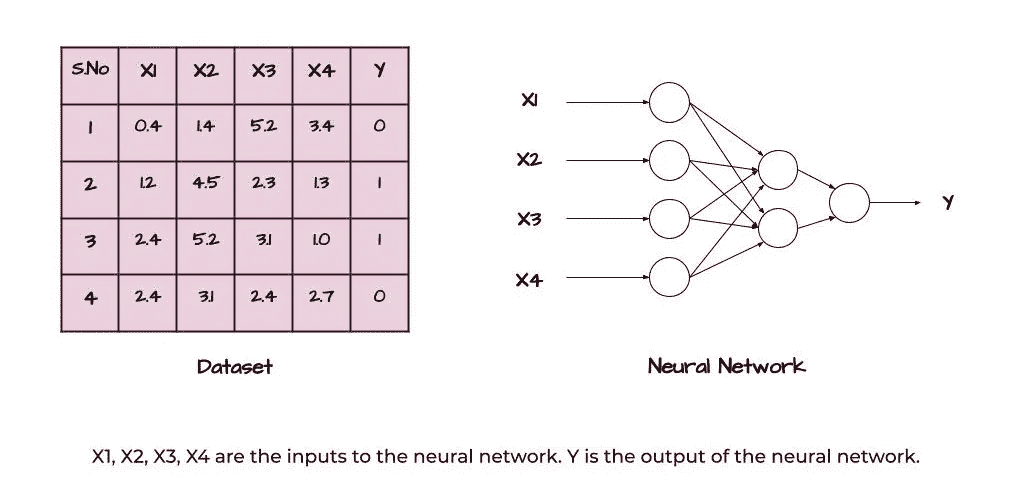 S.No X1 X2 X3 X4 Y
1 0.4 1.4 5.2 3.4 0
2 1.2 4.5 2.3 1.3 1
3 2.4 5.2 3.1 1.0 1
4 2.4 3.1 2.4 2.7 0
Dataset
X1
X2
X3
X4
Y
Neural Network
X1, X2, X3, X4 are the inputs to the neural network. Y is the output of the neural network.